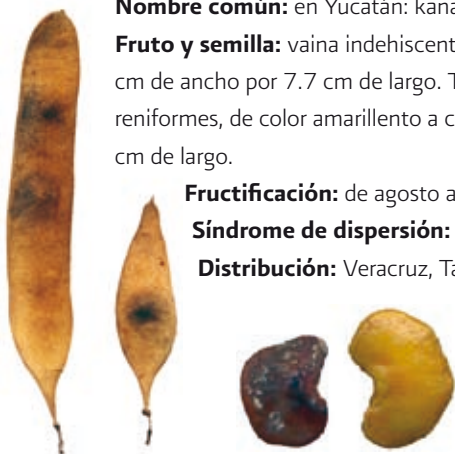 Nombre común: en Yucatán: kana
Fruto y semilla: vaina indehiscent
cm de ancho por 7.7 cm de largo. T
reniformes, de color amarillento a c
cm de largo.
Fructificación: de agosto a
Síndrome de dispersión:
Distribución: Veracruz, Ta